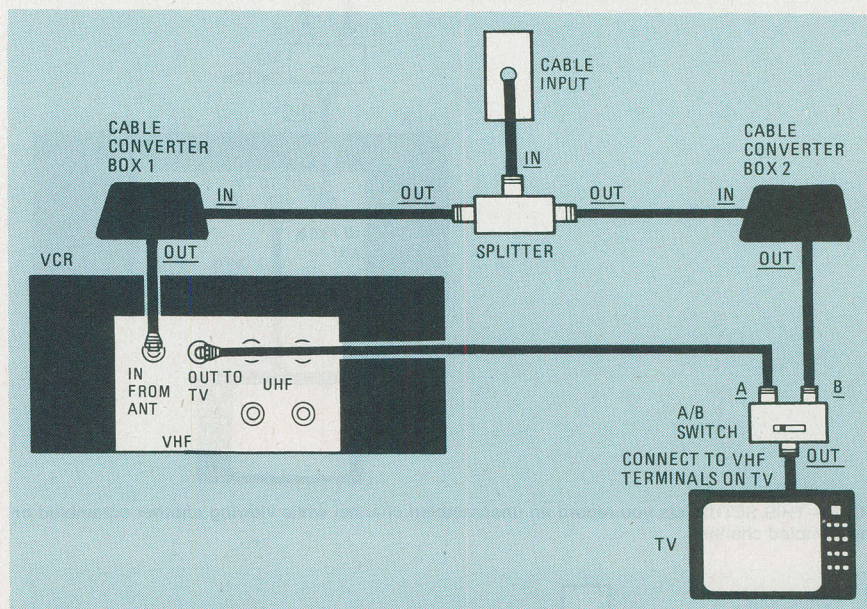 CABLE
INPUT
CABLE
CONVERTER
BOX 1
CABLE
CONVERTER
BOX 2
IN
IN
OUT
OUT
IN
SPLITTER
OUT
OUT
VCR
IN
FROM
ANT
OUT TO
TV
UHF
VHF
A
B
A/B
SWITCH
OUT
CONNECT TO VHF
TERMINALS ON TV
TV